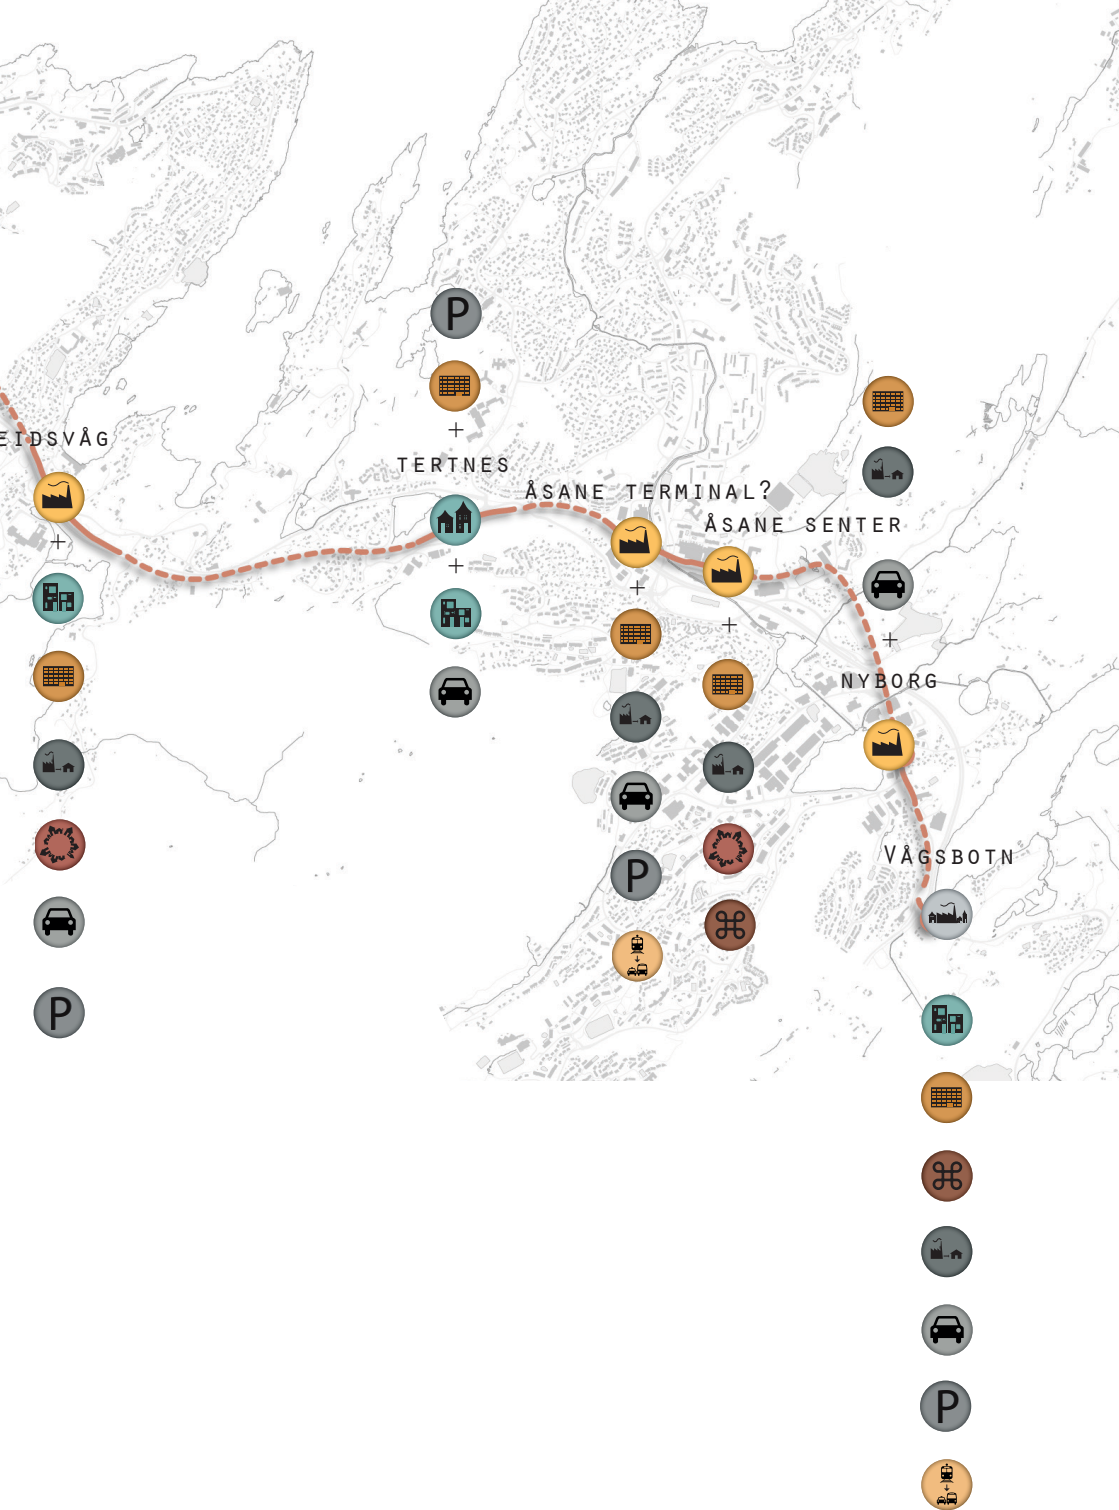 P
EIDSVÅG
TERTNES
ÅSANE TERMINAL?
ÅSANE SENTER
NYBORG
VÅGSBOTN
P
P
P